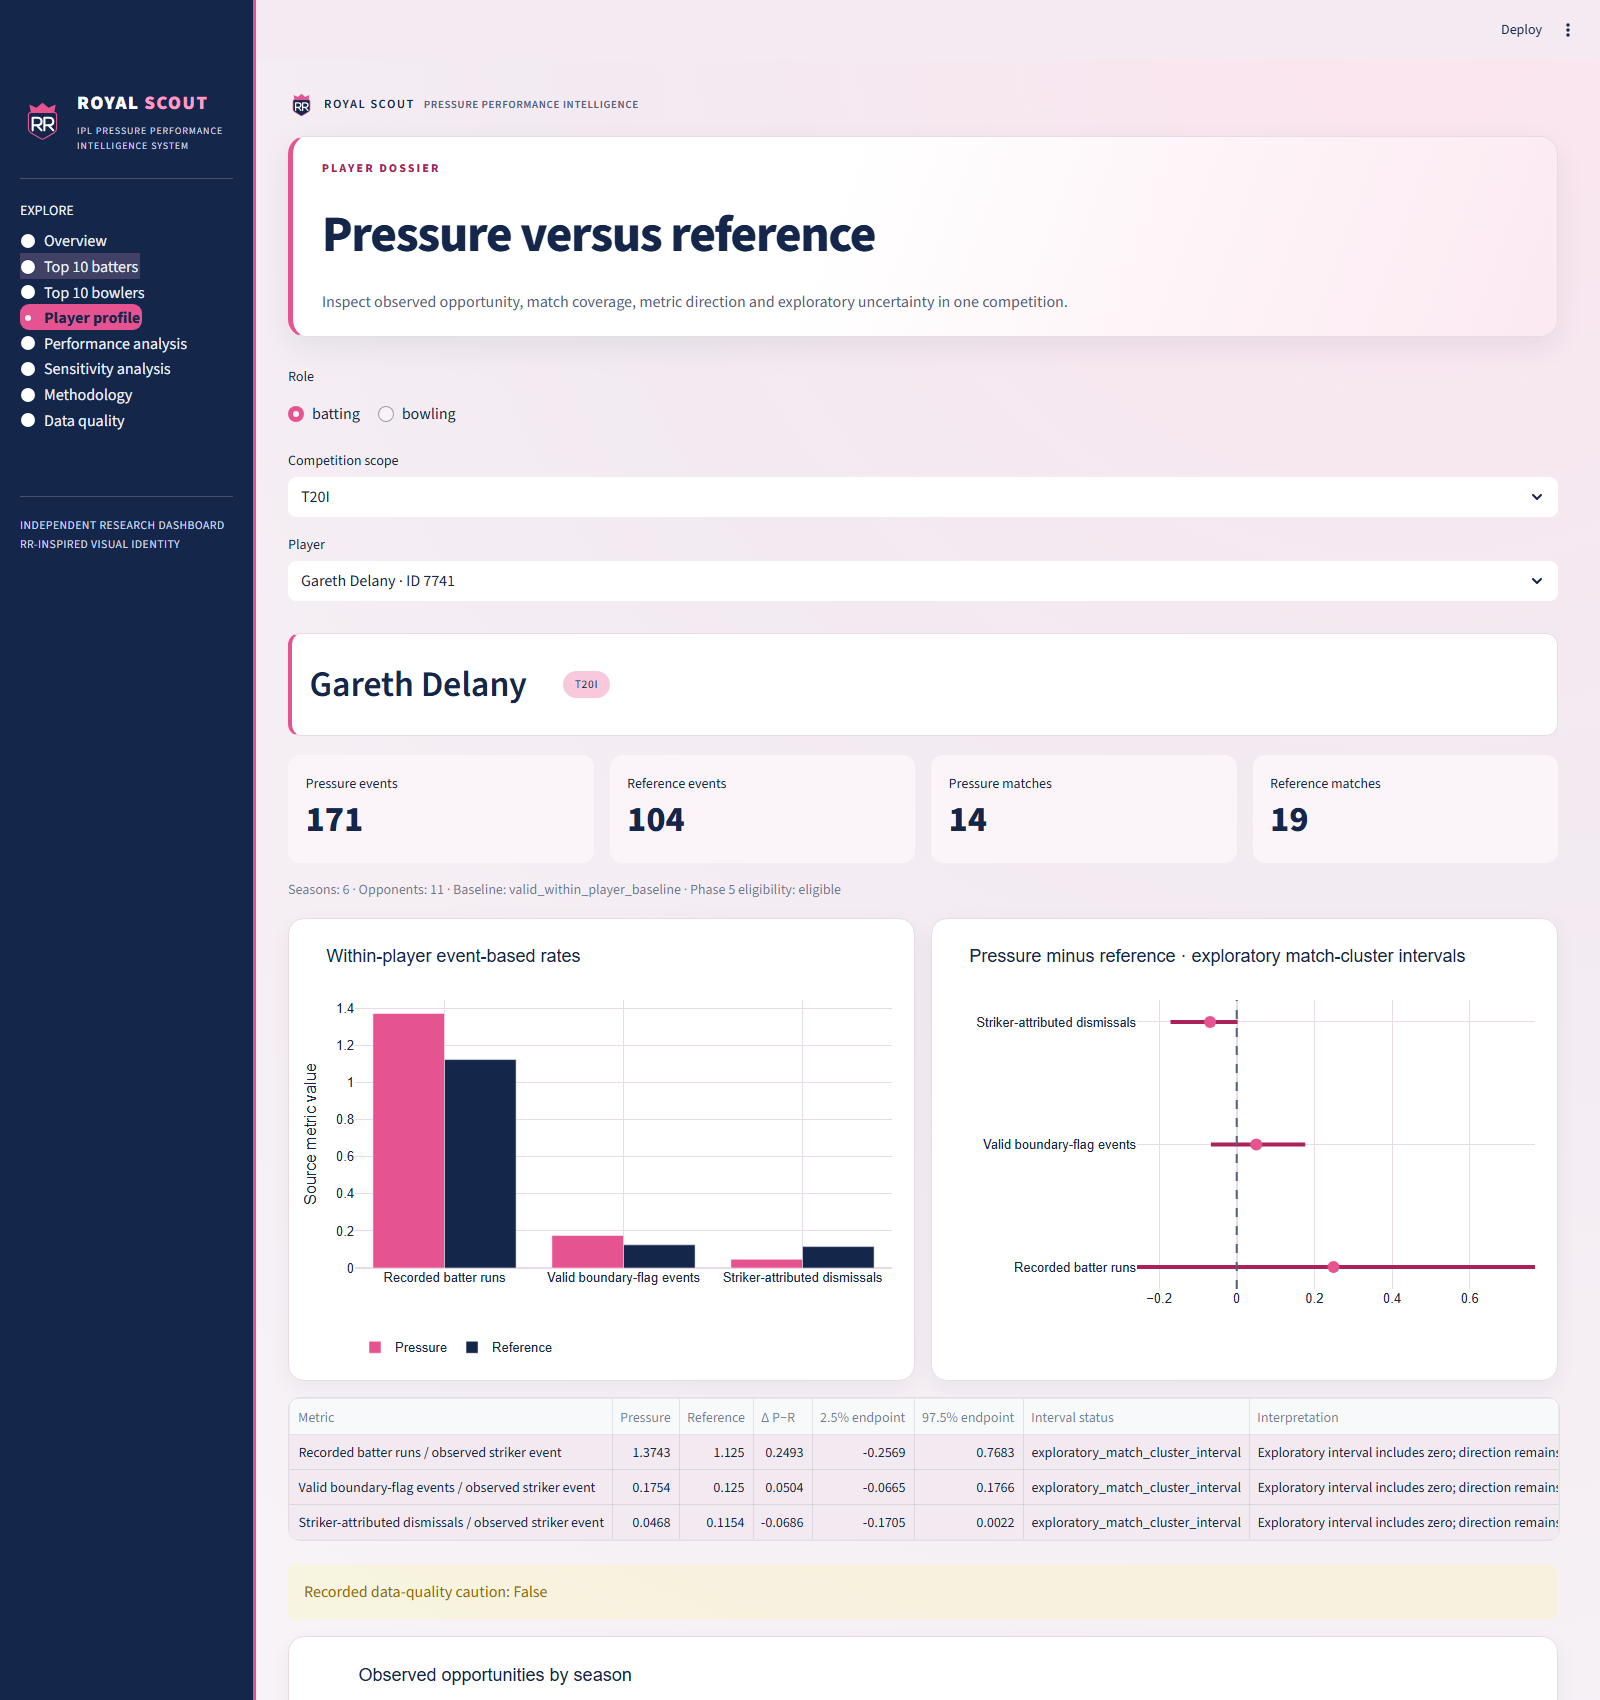 Deploy
RR
ROYAL SCOUT
IPL PRESSURE PERFORMANCE
INTELLIGENCE SYSTEM
EXPLORE
Overview
Top 10 batters
Top 10 bowlers
Player profile
Performance analysis
Sensitivity analysis
Methodology
Data quality
INDEPENDENT RESEARCH DASHBOARD
RR-INSPIRED VISUAL IDENTITY
RR ROYAL SCOUT PRESSURE PERFORMANCE INTELLIGENCE
PLAYER DOSSIER
Pressure versus reference
Inspect observed opportunity, match coverage, metric direction and exploratory uncertainty in one competition.
Role
batting bowling
Competition scope
T20I
Player
Gareth Delany · ID 7741
Gareth Delany T20I
Pressure events
171
Reference events
104
Pressure matches
14
Reference matches
19
Seasons: 6 · Opponents: 11 · Baseline: valid_within_player_baseline · Phase 5 eligibility: eligible
Within-player event-based rates
Source metric value
1.4
1.2
1
0.8
0.6
0.4
0.2
0
Recorded batter runs Valid boundary-flag events Striker-attributed dismissals
Pressure Reference
Pressure minus reference · exploratory match-cluster intervals
Striker-attributed dismissals
Valid boundary-flag events
Recorded batter runs
−0.2 0 0.2 0.4 0.6
Metric Pressure Reference Δ P−R 2.5% endpoint 97.5% endpoint Interval status Interpretation
Recorded batter runs / observed striker event 1.3743 1.125 0.2493 -0.2569 0.7683 exploratory_match_cluster_interval Exploratory interval includes zero; direction remains
Valid boundary-flag events / observed striker event 0.1754 0.125 0.0504 -0.0665 0.1766 exploratory_match_cluster_interval Exploratory interval includes zero; direction remains
Striker-attributed dismissals / observed striker event 0.0468 0.1154 -0.0686 -0.1705 0.0022 exploratory_match_cluster_interval Exploratory interval includes zero; direction remains
Recorded data-quality caution: False
Observed opportunities by season